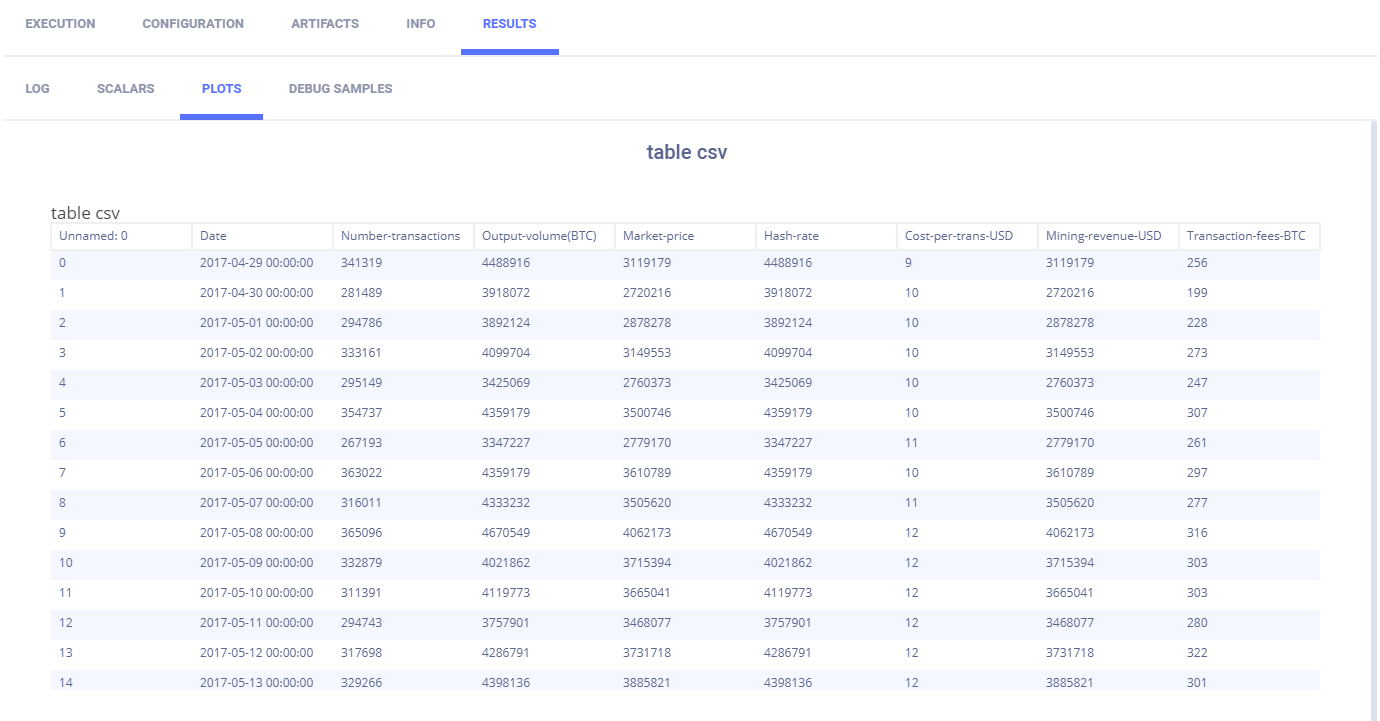 EXECUTION CONFIGURATION ARTIFACTS INFO RESULTS
LOG SCALARS PLOTS DEBUG SAMPLES
table csv
table csv
Unnamed: 0 Date Number-transactions Output-volume(BTC) Market-price Hash-rate Cost-per-trans-USD Mining-revenue-USD Transaction-fees-BTC
0 2017-04-29 00:00:00 341319 4488916 3119179 4488916 9 3119179 256
1 2017-04-30 00:00:00 281489 3918072 2720216 3918072 10 2720216 199
2 2017-05-01 00:00:00 294786 3892124 2878278 3892124 10 2878278 228
3 2017-05-02 00:00:00 333161 4099704 3149553 4099704 10 3149553 273
4 2017-05-03 00:00:00 295149 3425069 2760373 3425069 10 2760373 247
5 2017-05-04 00:00:00 354737 4359179 3500746 4359179 10 3500746 307
6 2017-05-05 00:00:00 267193 3347227 2779170 3347227 11 2779170 261
7 2017-05-06 00:00:00 363022 4359179 3610789 4359179 10 3610789 297
8 2017-05-07 00:00:00 316011 4333232 3505620 4333232 11 3505620 277
9 2017-05-08 00:00:00 365096 4670549 4062173 4670549 12 4062173 316
10 2017-05-09 00:00:00 332879 4021862 3715394 4021862 12 3715394 303
11 2017-05-10 00:00:00 311391 4119773 3665041 4119773 12 3665041 303
12 2017-05-11 00:00:00 294743 3757901 3468077 3757901 12 3468077 280
13 2017-05-12 00:00:00 317698 4286791 3731718 4286791 12 3731718 322
14 2017-05-13 00:00:00 329266 4398136 3885821 4398136 12 3885821 301